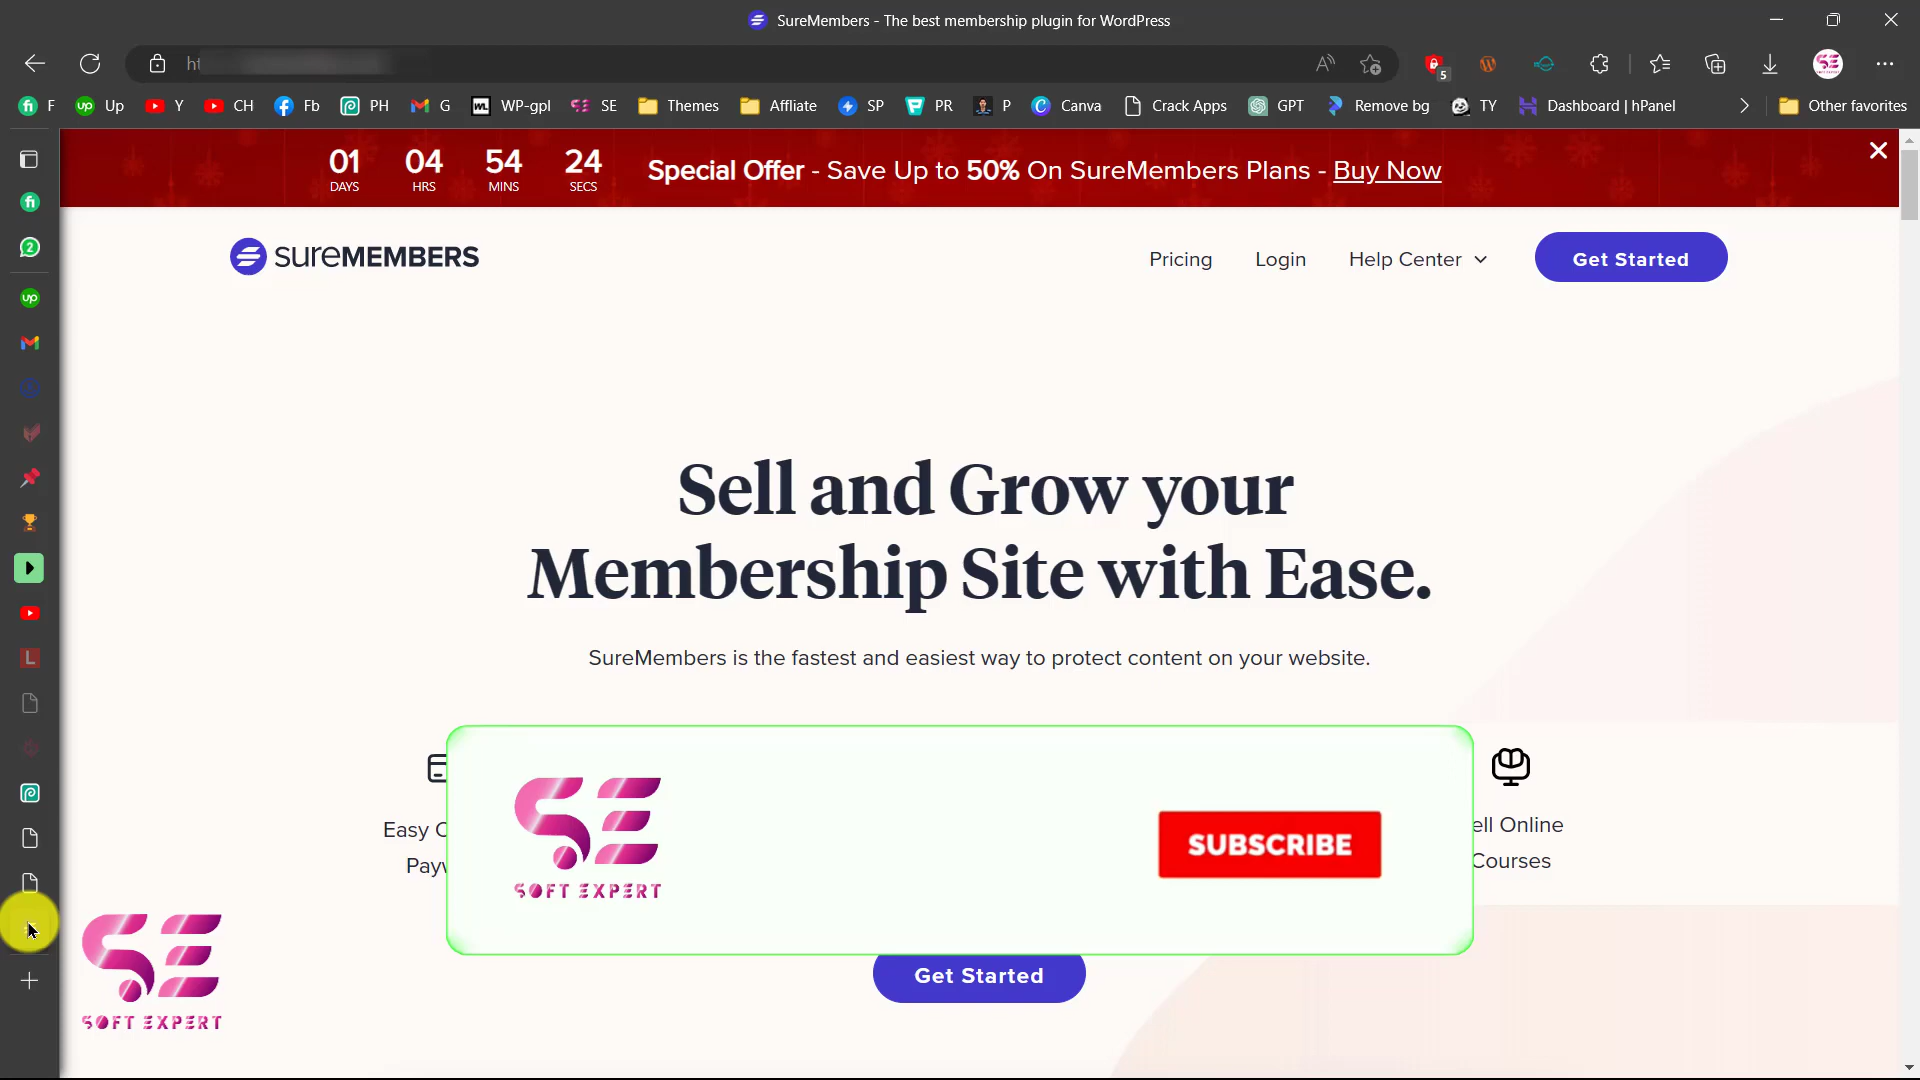 SureMembers - The best membership plugin for WordPress
ht
5
F Up Y CH Fb PH G WP-gpl SE Themes Affliate SP PR P Canva Crack Apps GPT Remove bg TY Dashboard | hPanel Other favorites
01 04 54 24
DAYS HRS MINS SECS
Special Offer - Save Up to 50% On SureMembers Plans - Buy Now
sureMEMBERS
Pricing Login Help Center Get Started
Sell and Grow your
Membership Site with Ease.
SureMembers is the fastest and easiest way to protect content on your website.
Easy C
Payw
SOFT EXPERT
SUBSCRIBE
ell Online
Courses
Get Started
SOFT EXPERT